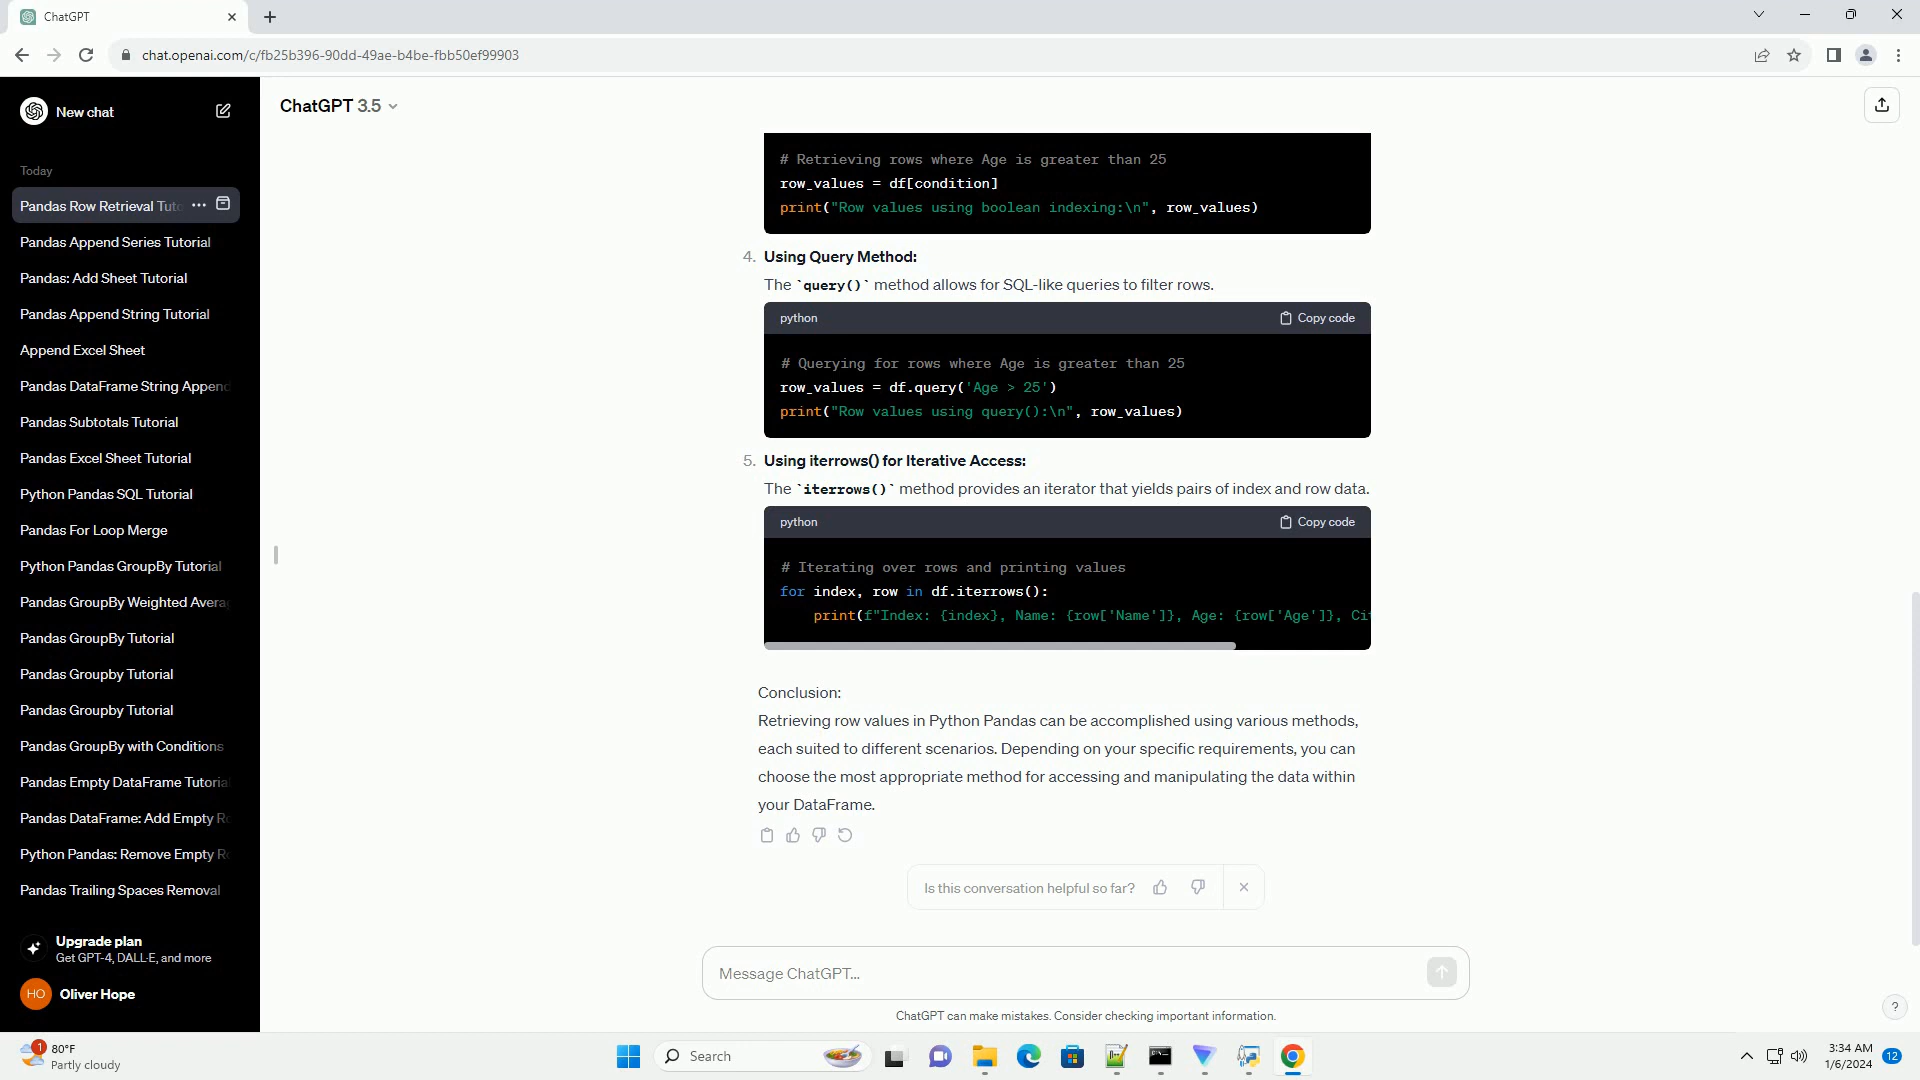 ChatGPT
chat.openai.com/c/fb25b396-90dd-49ae-b4be-fbb50ef99903
New chat
Today
Pandas Row Retrieval Tuto
Pandas Append Series Tutorial
Pandas: Add Sheet Tutorial
Pandas Append String Tutorial
Append Excel Sheet
Pandas DataFrame String Append
Pandas Subtotals Tutorial
Pandas Excel Sheet Tutorial
Python Pandas SQL Tutorial
Pandas For Loop Merge
Python Pandas GroupBy Tutorial
Pandas GroupBy Weighted Avera
Pandas GroupBy Tutorial
Pandas Groupby Tutorial
Pandas Groupby Tutorial
Pandas GroupBy with Conditions
Pandas Empty DataFrame Tutoria
Pandas DataFrame: Add Empty Ro
Python Pandas: Remove Empty Ro
Pandas Trailing Spaces Removal
Upgrade plan
Get GPT-4, DALL·E, and more
HO Oliver Hope
ChatGPT 3.5
# Retrieving rows where Age is greater than 25
row_values = df[condition]
print("Row values using boolean indexing:\n", row_values)
4. Using Query Method:
The `query()` method allows for SQL-like queries to filter rows.
python Copy code
# Querying for rows where Age is greater than 25
row_values = df.query('Age > 25')
print("Row values using query():\n", row_values)
5. Using iterrows() for Iterative Access:
The `iterrows()` method provides an iterator that yields pairs of index and row data.
python Copy code
# Iterating over rows and printing values
for index, row in df.iterrows():
print(f"Index: {index}, Name: {row['Name']}, Age: {row['Age']}, Cit
Conclusion:
Retrieving row values in Python Pandas can be accomplished using various methods,
each suited to different scenarios. Depending on your specific requirements, you can
choose the most appropriate method for accessing and manipulating the data within
your DataFrame.
Is this conversation helpful so far?
Message ChatGPT...
ChatGPT can make mistakes. Consider checking important information.
?
1
80°F
Partly cloudy
Search
3:34 AM
1/6/2024
12